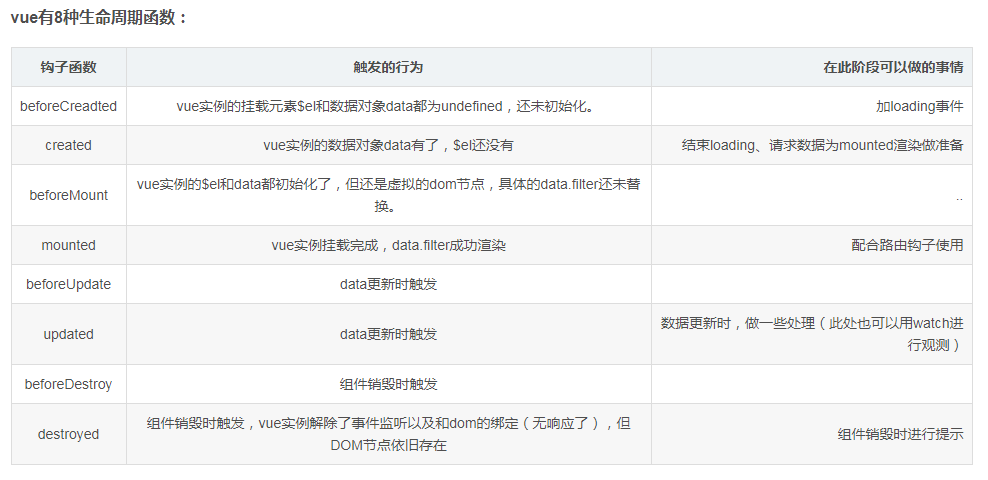 vue有8种生命周期函数：
钩子函数 触发的行为 在此阶段可以做的事情
beforeCreadted vue实例的挂载元素$el和数据对象data都为undefined，还未初始化。 加loading事件
created vue实例的数据对象data有了，$el还没有 结束loading、请求数据为mounted渲染做准备
beforeMount vue实例的$el和data都初始化了，但还是虚拟的dom节点，具体的data.filter还未替
换。 ..
mounted vue实例挂载完成，data.filter成功渲染 配合路由钩子使用
beforeUpdate data更新时触发
updated data更新时触发 数据更新时，做一些处理（此处也可以用watch进
行观测）
beforeDestroy 组件销毁时触发
destroyed 组件销毁时触发，vue实例解除了事件监听以及和dom的绑定（无响应了），但
DOM节点依旧存在 组件销毁时进行提示